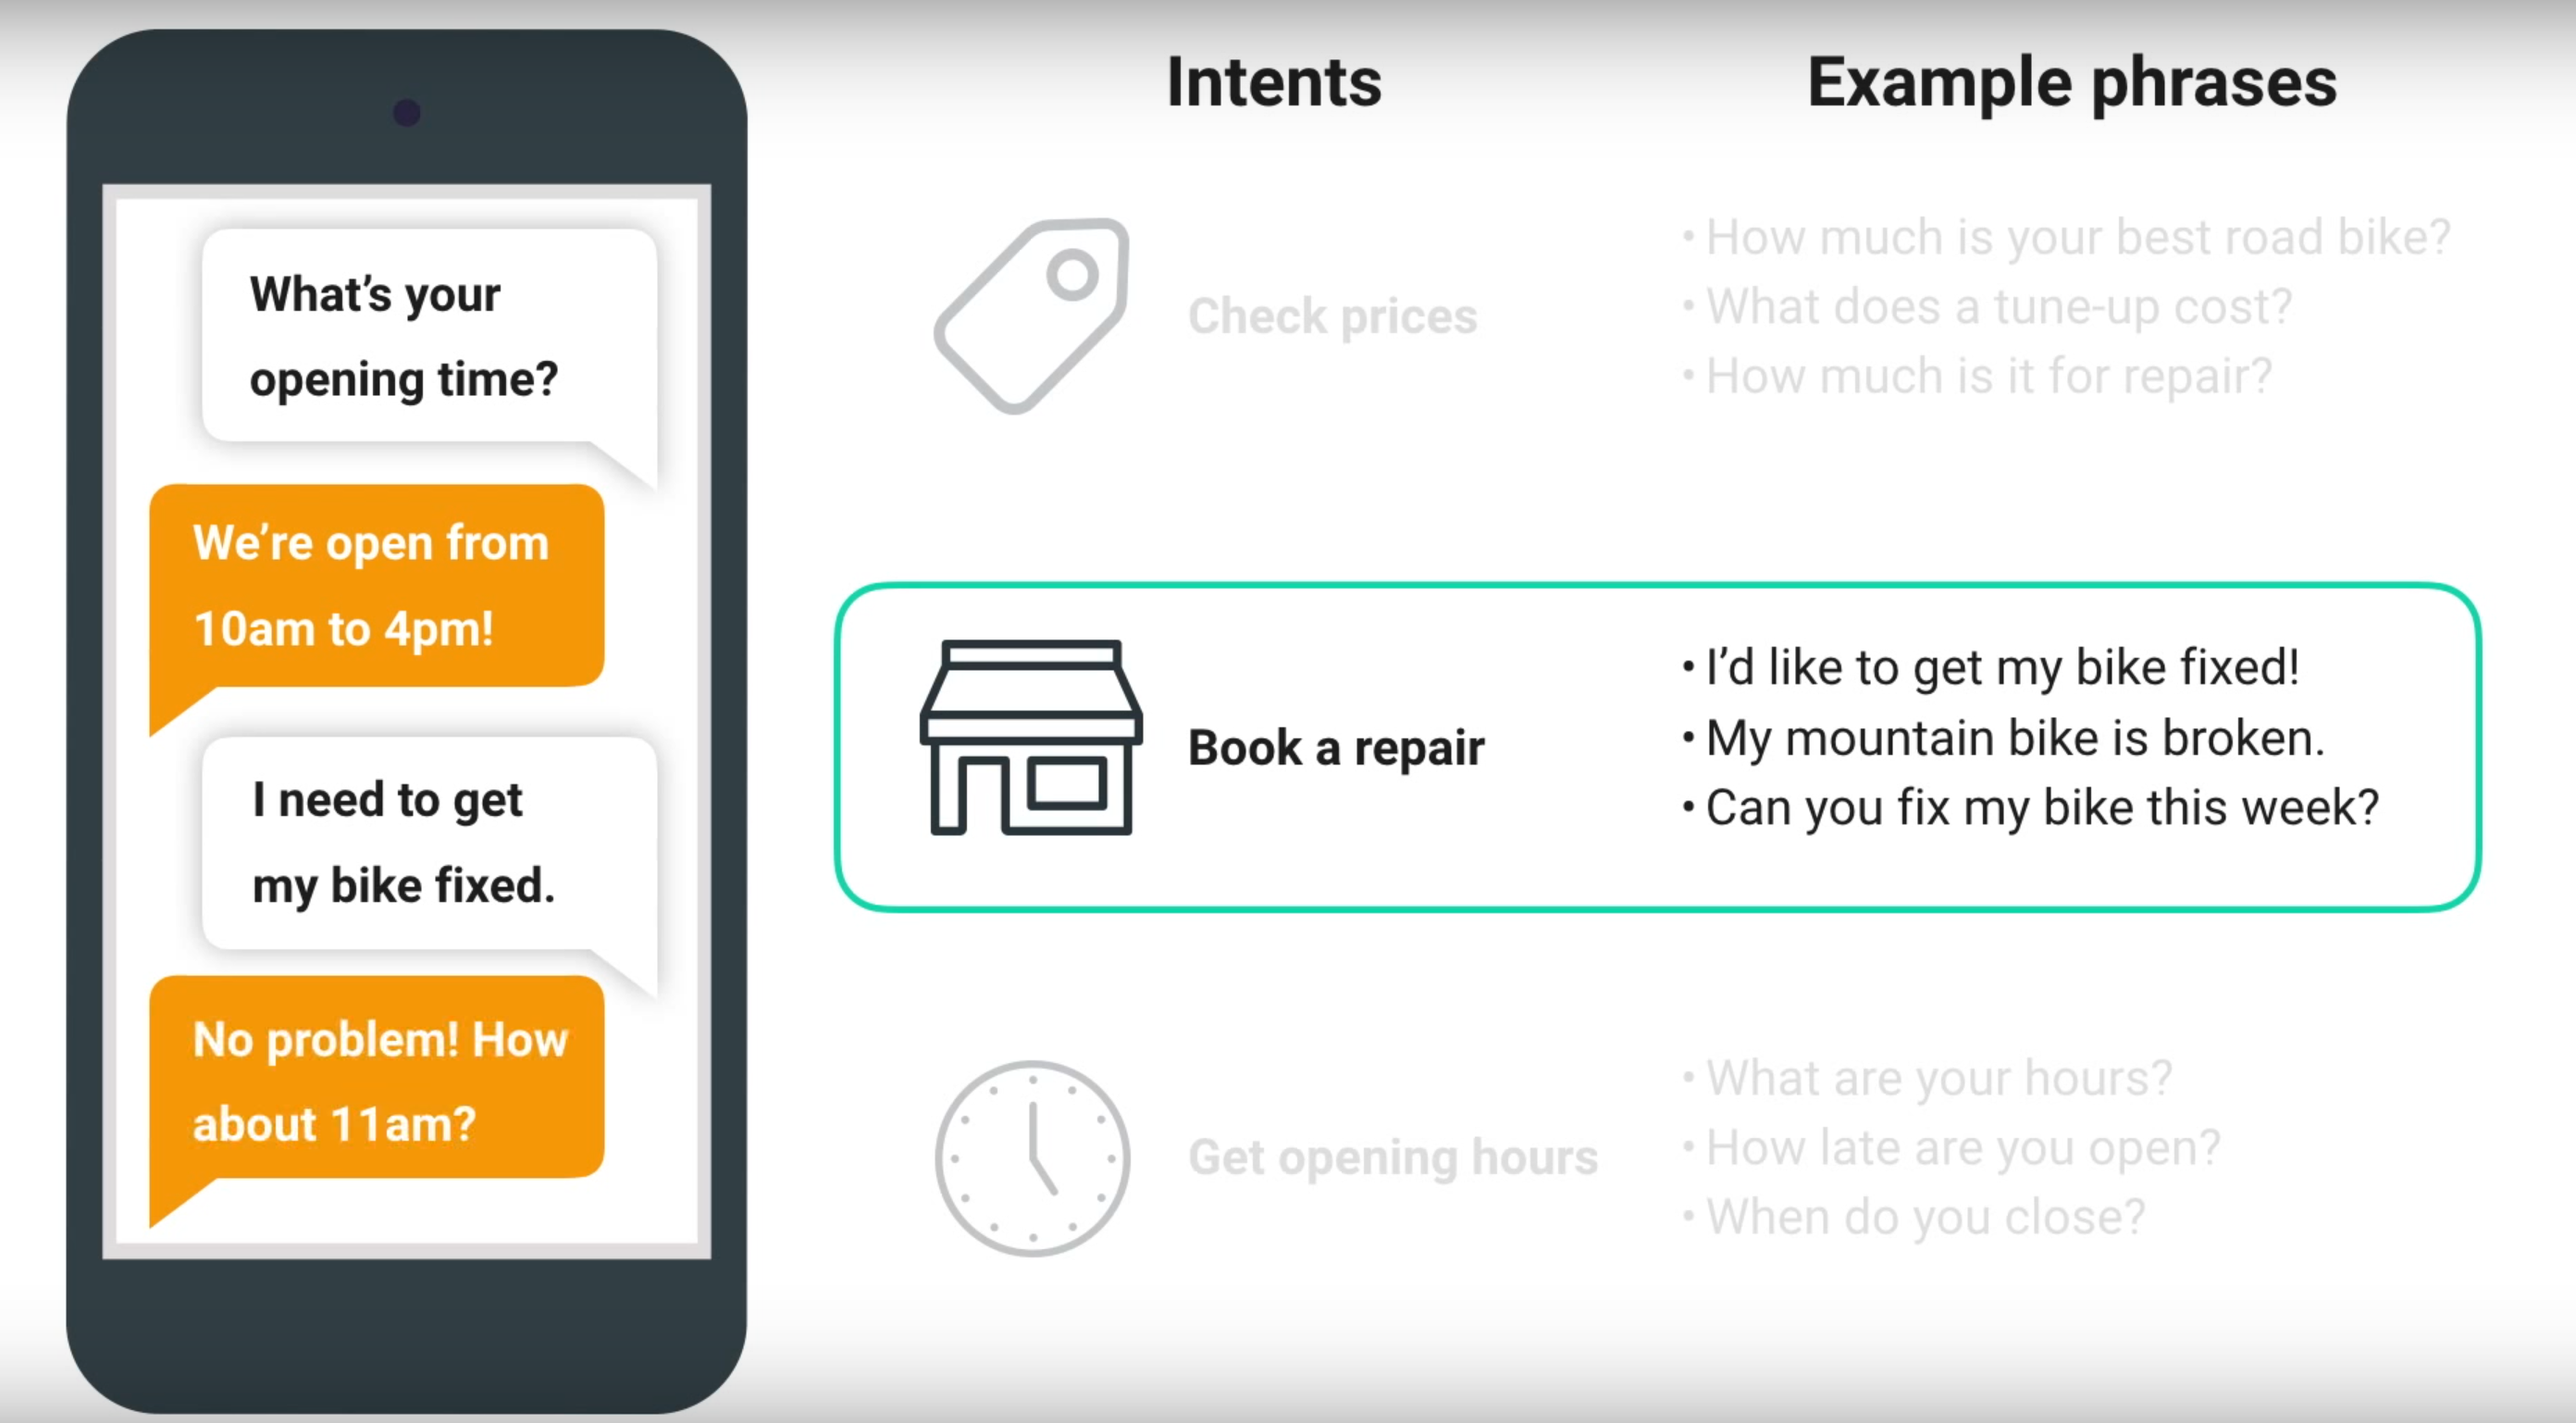 What’s your
opening time?
We’re open from
10am to 4pm!
I need to get
my bike fixed.
No problem! How
about 11am?
Intents
Example phrases
Check prices
• How much is your best road bike?
• What does a tune-up cost?
• How much is it for repair?
Book a repair
• I’d like to get my bike fixed!
• My mountain bike is broken.
• Can you fix my bike this week?
Get opening hours
• What are your hours?
• How late are you open?
• When do you close?